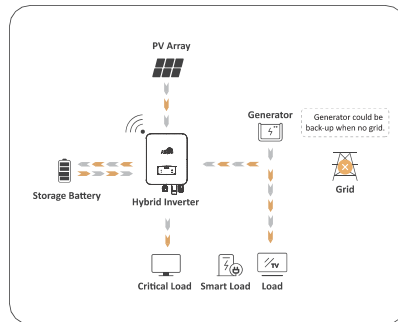 PV Array
Generator
Generator could be
back-up when no grid.
Storage Battery
Hybrid Inverter
Grid
TV
Critical Load
Smart Load
Load